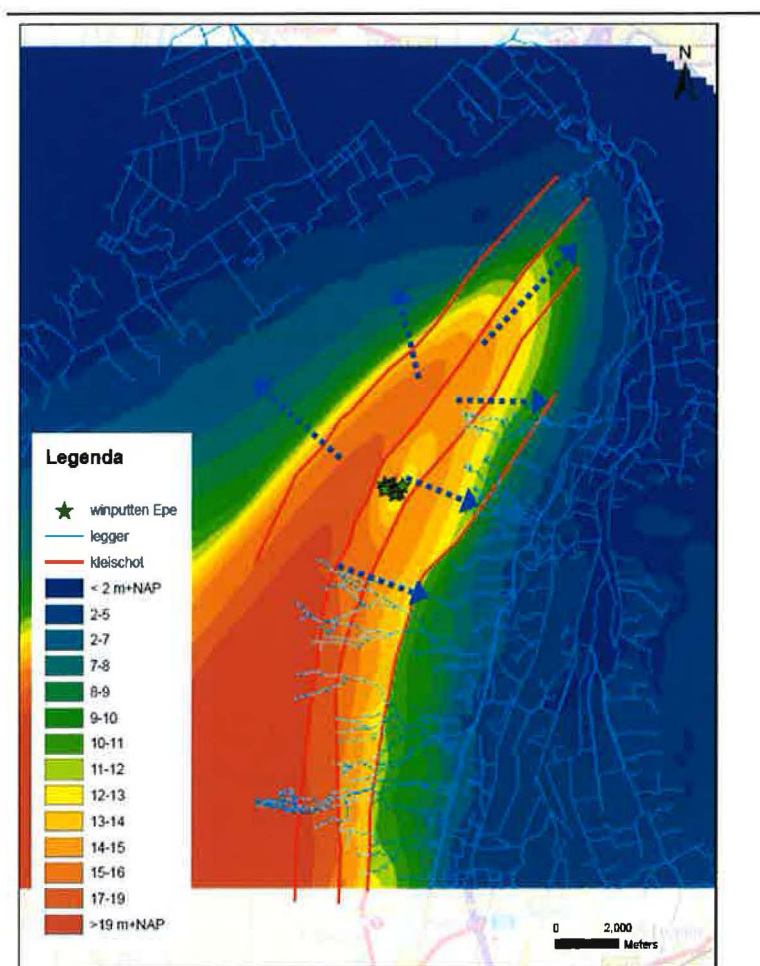 N
Legenda
winputten Epe
legger
kleischot
< 2 m+NAP
2-5
2-7
7-8
8-9
9-10
10-11
11-12
12-13
13-14
14-15
15-16
17-19
>19 m+NAP
0 2,000
Meters